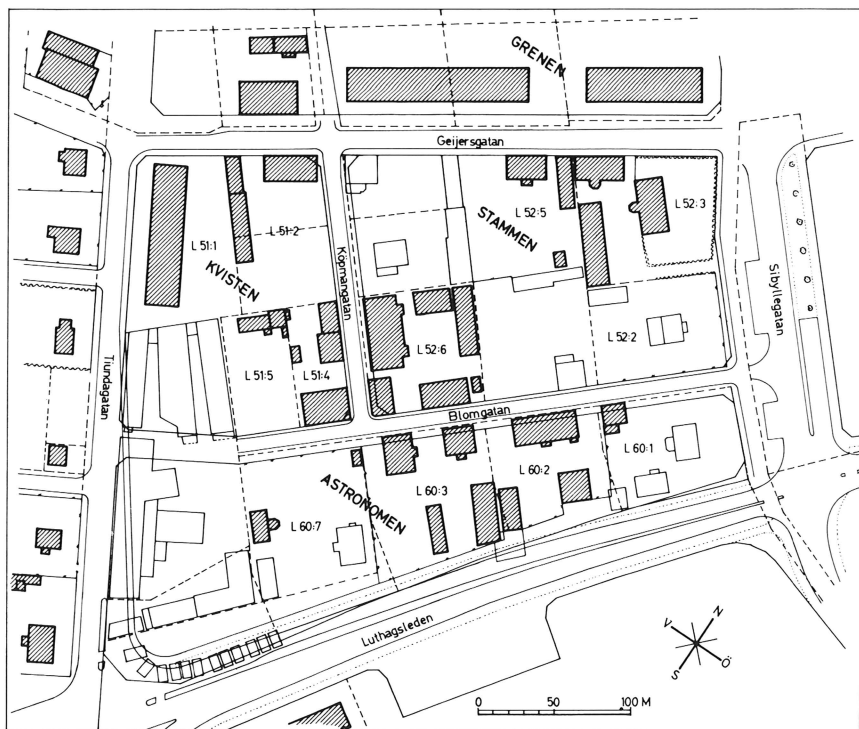 GRENEN
Geijersgatan
L 51:1
L 51:2
KVISTEN
Köpmangatan
L 52:5
STAMMEN
L 52:3
Sibyllegatan
Tiundagatan
L 51:5
L 51:4
L 52:6
L 52:2
Blomgatan
L 60:7
ASTRONOMEN
L 60:3
L 60:2
L 60:1
Luthagsleden
V
N
S
Ö
0
50
100 M